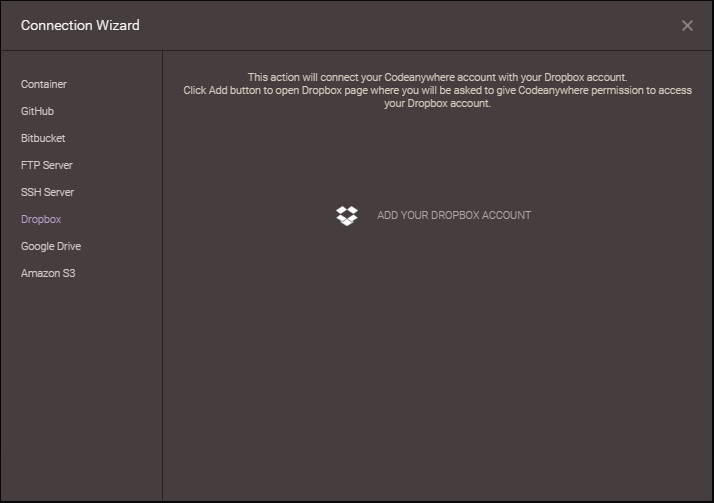 Connection Wizard
Container
GitHub
Bitbucket
FTP Server
SSH Server
Dropbox
Google Drive
Amazon S3
This action will connect your Codeanywhere account with your Dropbox account.
Click Add button to open Dropbox page where you will be asked to give Codeanywhere permission to access
your Dropbox account.
ADD YOUR DROPBOX ACCOUNT